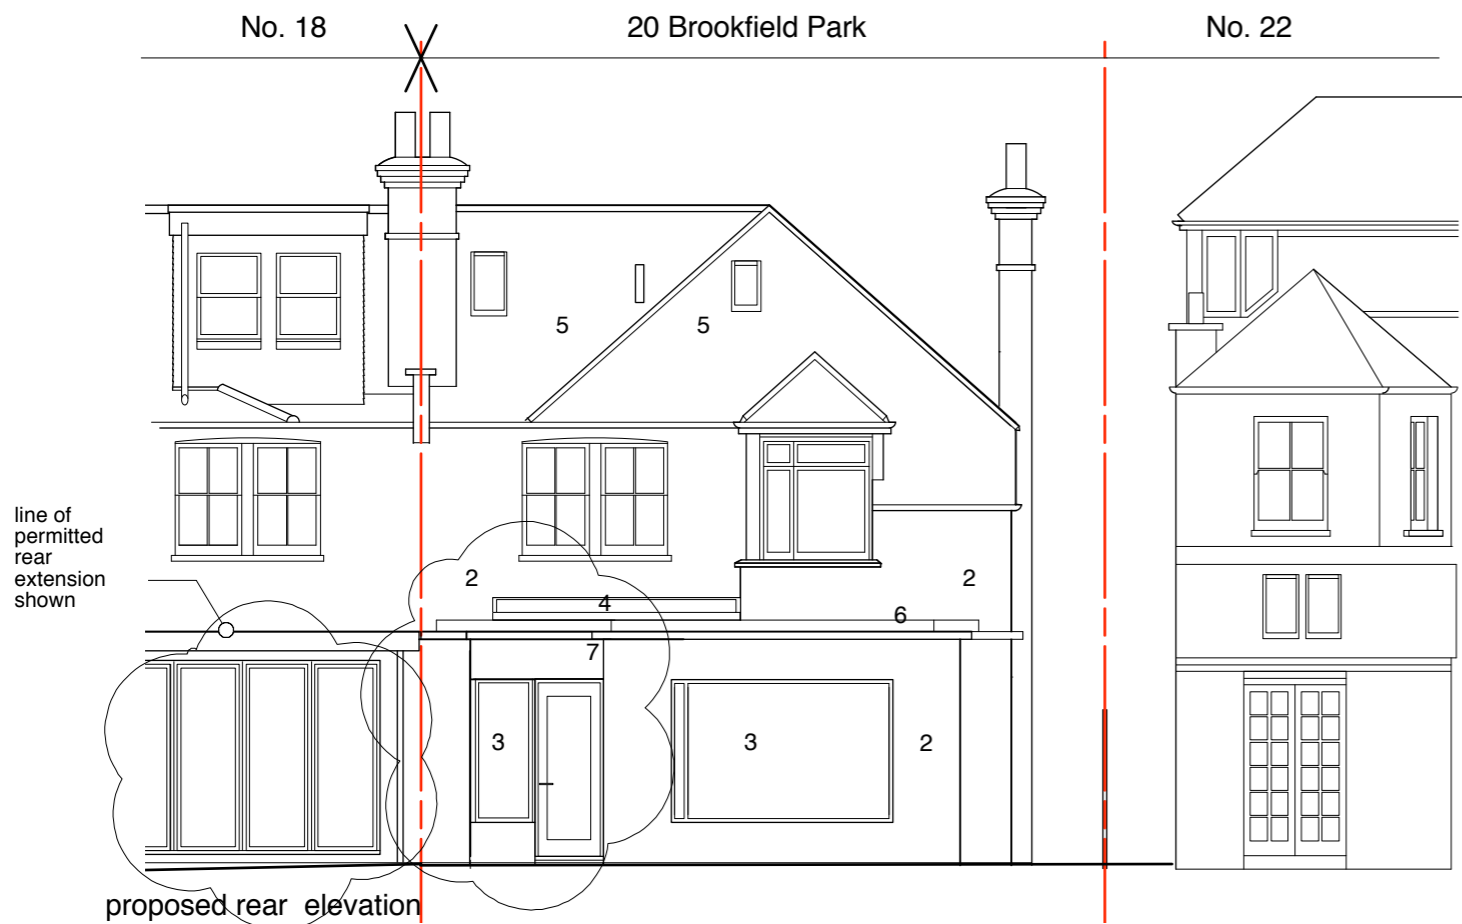 No. 18
20 Brookfield Park
No. 22
5
5
line of
permitted
rear
extension
shown
2
4
2
6
7
3
3
2
proposed rear elevation